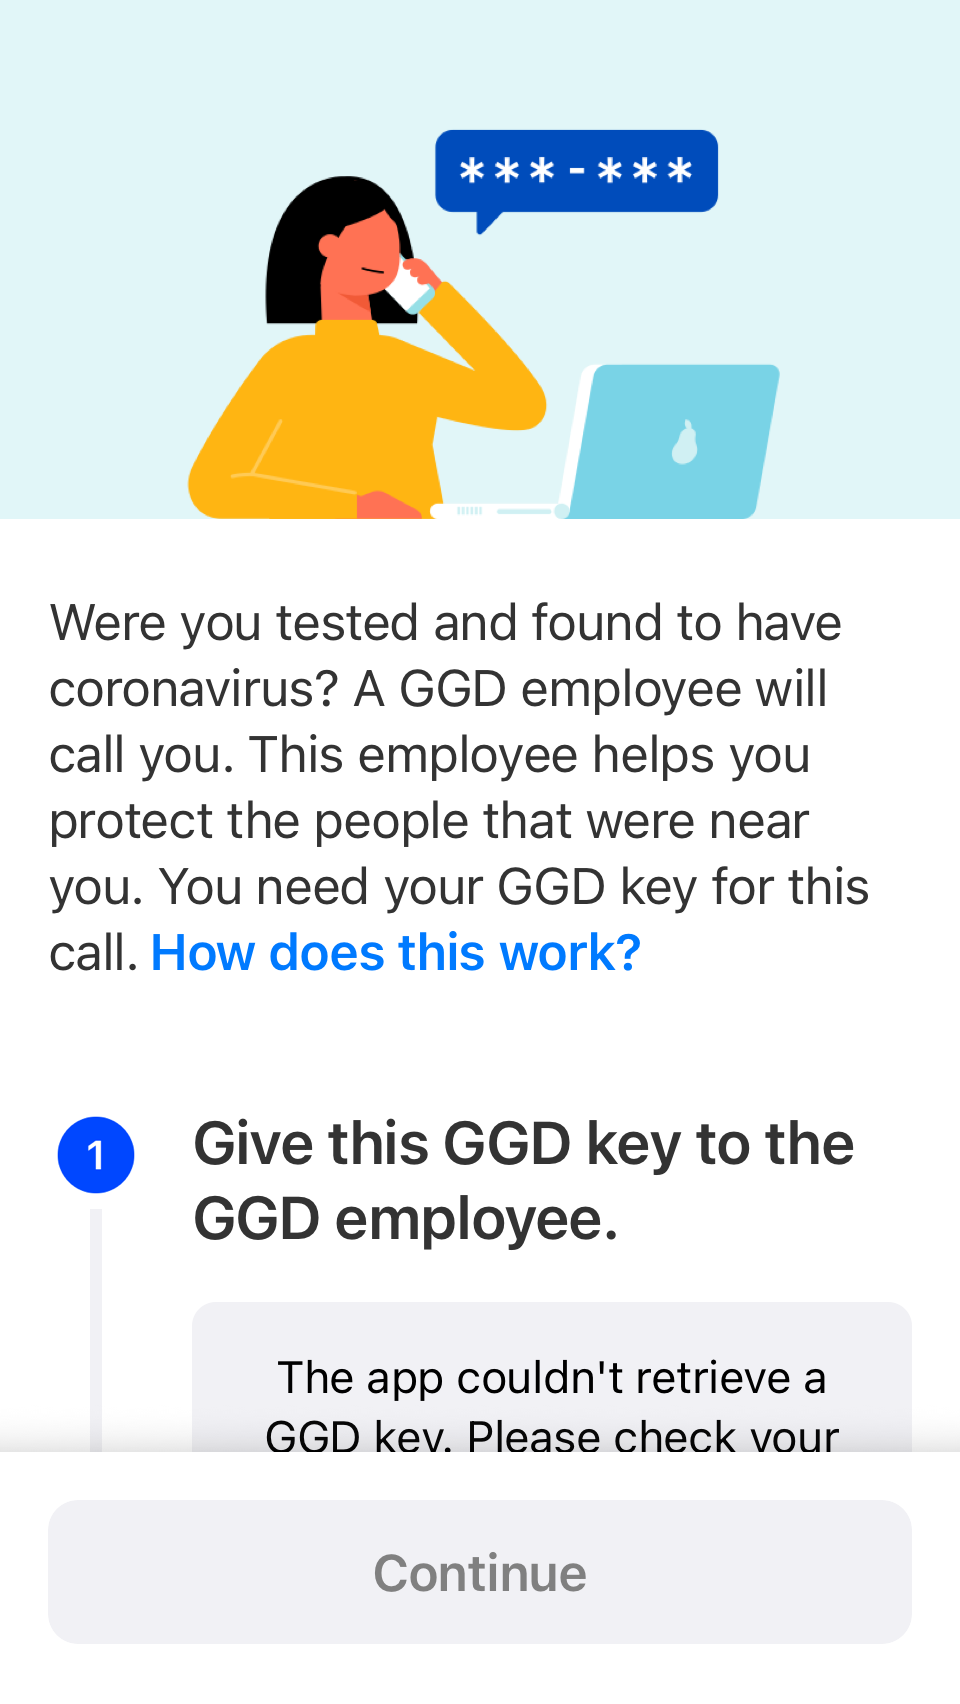 ***-***
Were you tested and found to have
coronavirus? A GGD employee will
call you. This employee helps you
protect the people that were near
you. You need your GGD key for this
call. How does this work?
1
Give this GGD key to the
GGD employee.
The app couldn't retrieve a
GGD key. Please check your
Continue